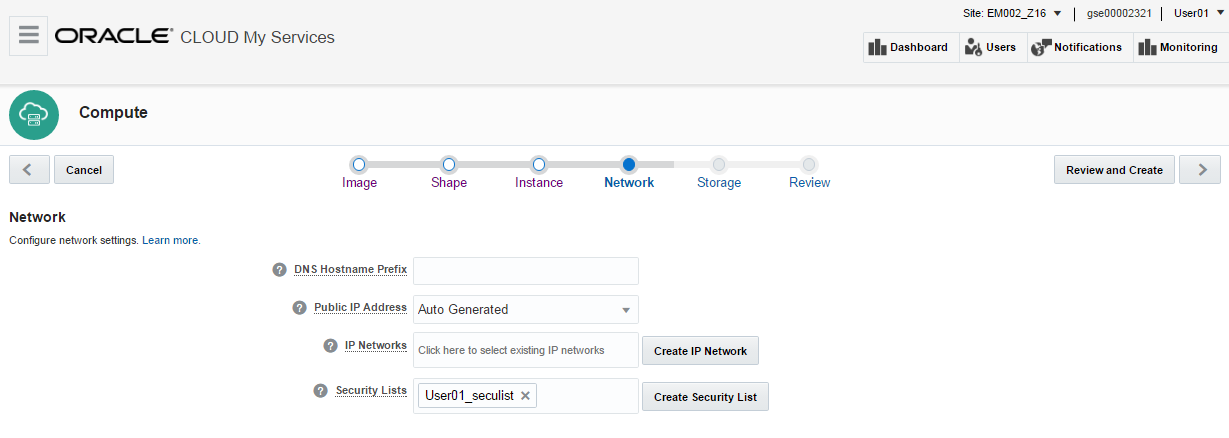 Site: EM002_Z16 gse00002321 User01
ORACLE® CLOUD My Services
Dashboard Users Notifications Monitoring
Compute
Cancel
Image Shape Instance Network Storage Review
Review and Create
Network
Configure network settings. Learn more.
? DNS Hostname Prefix
? Public IP Address Auto Generated
? IP Networks Click here to select existing IP networks Create IP Network
? Security Lists User01_seculist × Create Security List